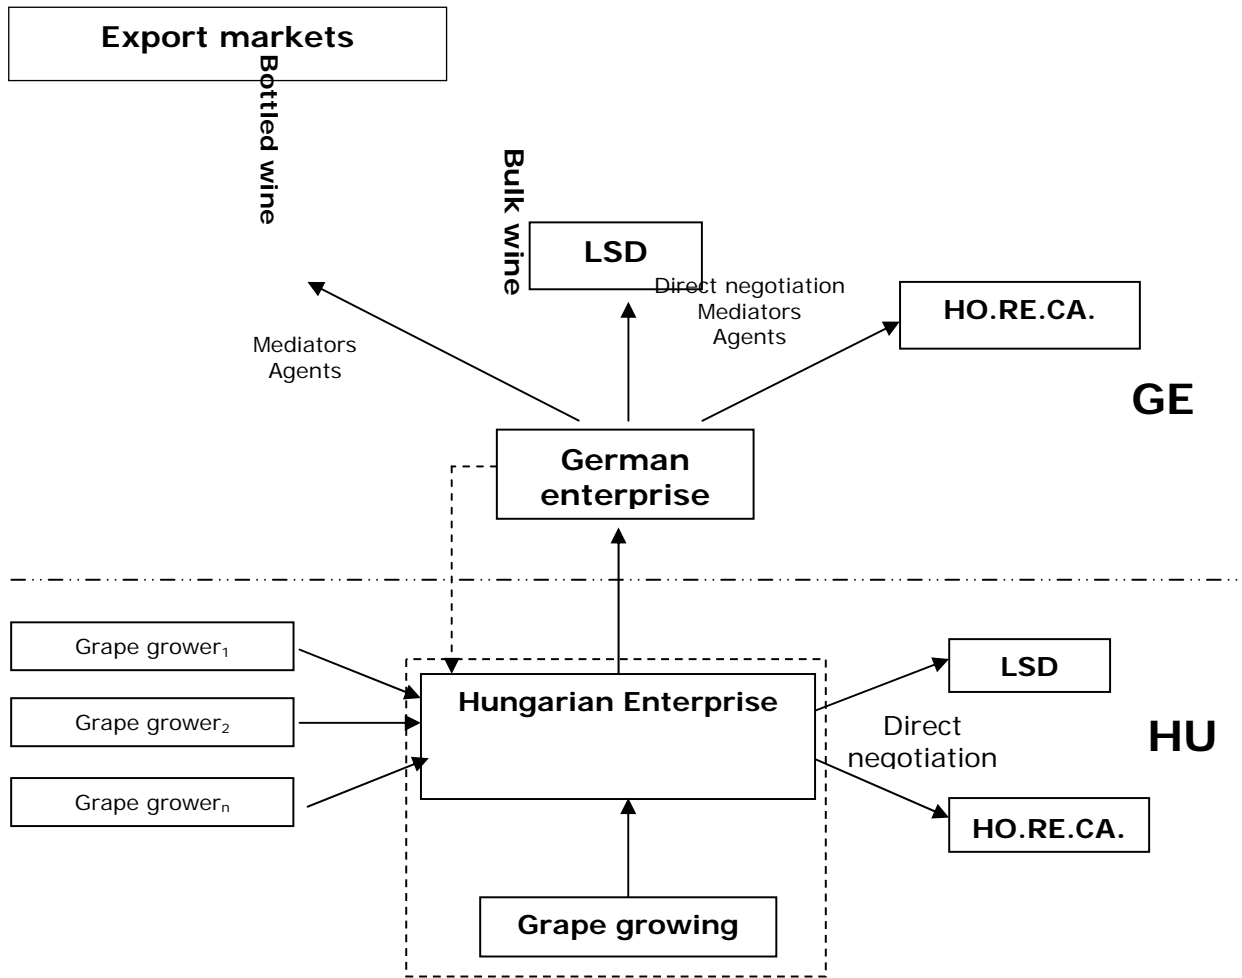 Export markets
Bottled wine
Bulk wine
LSD
Direct negotiation
Mediators
Agents
HO.RE.CA.
Mediators
Agents
GE
German
enterprise
Grape grower₁
Grape grower₂
Grape growerₙ
Hungarian Enterprise
LSD
Direct
negotiation
HU
HO.RE.CA.
Grape growing